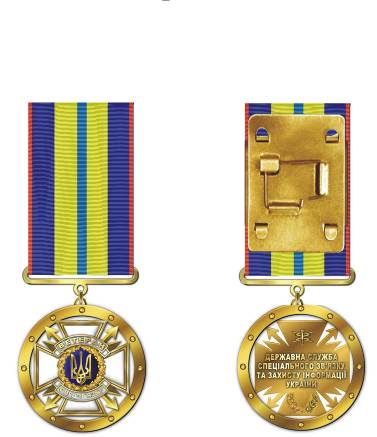 ДЕРЖАВНА СЛУЖБА
СПЕЦІАЛЬНОГО ЗВ'ЯЗКУ
ТА ЗАХИСТУ ІНФОРМАЦІЇ
УКРАЇНИ